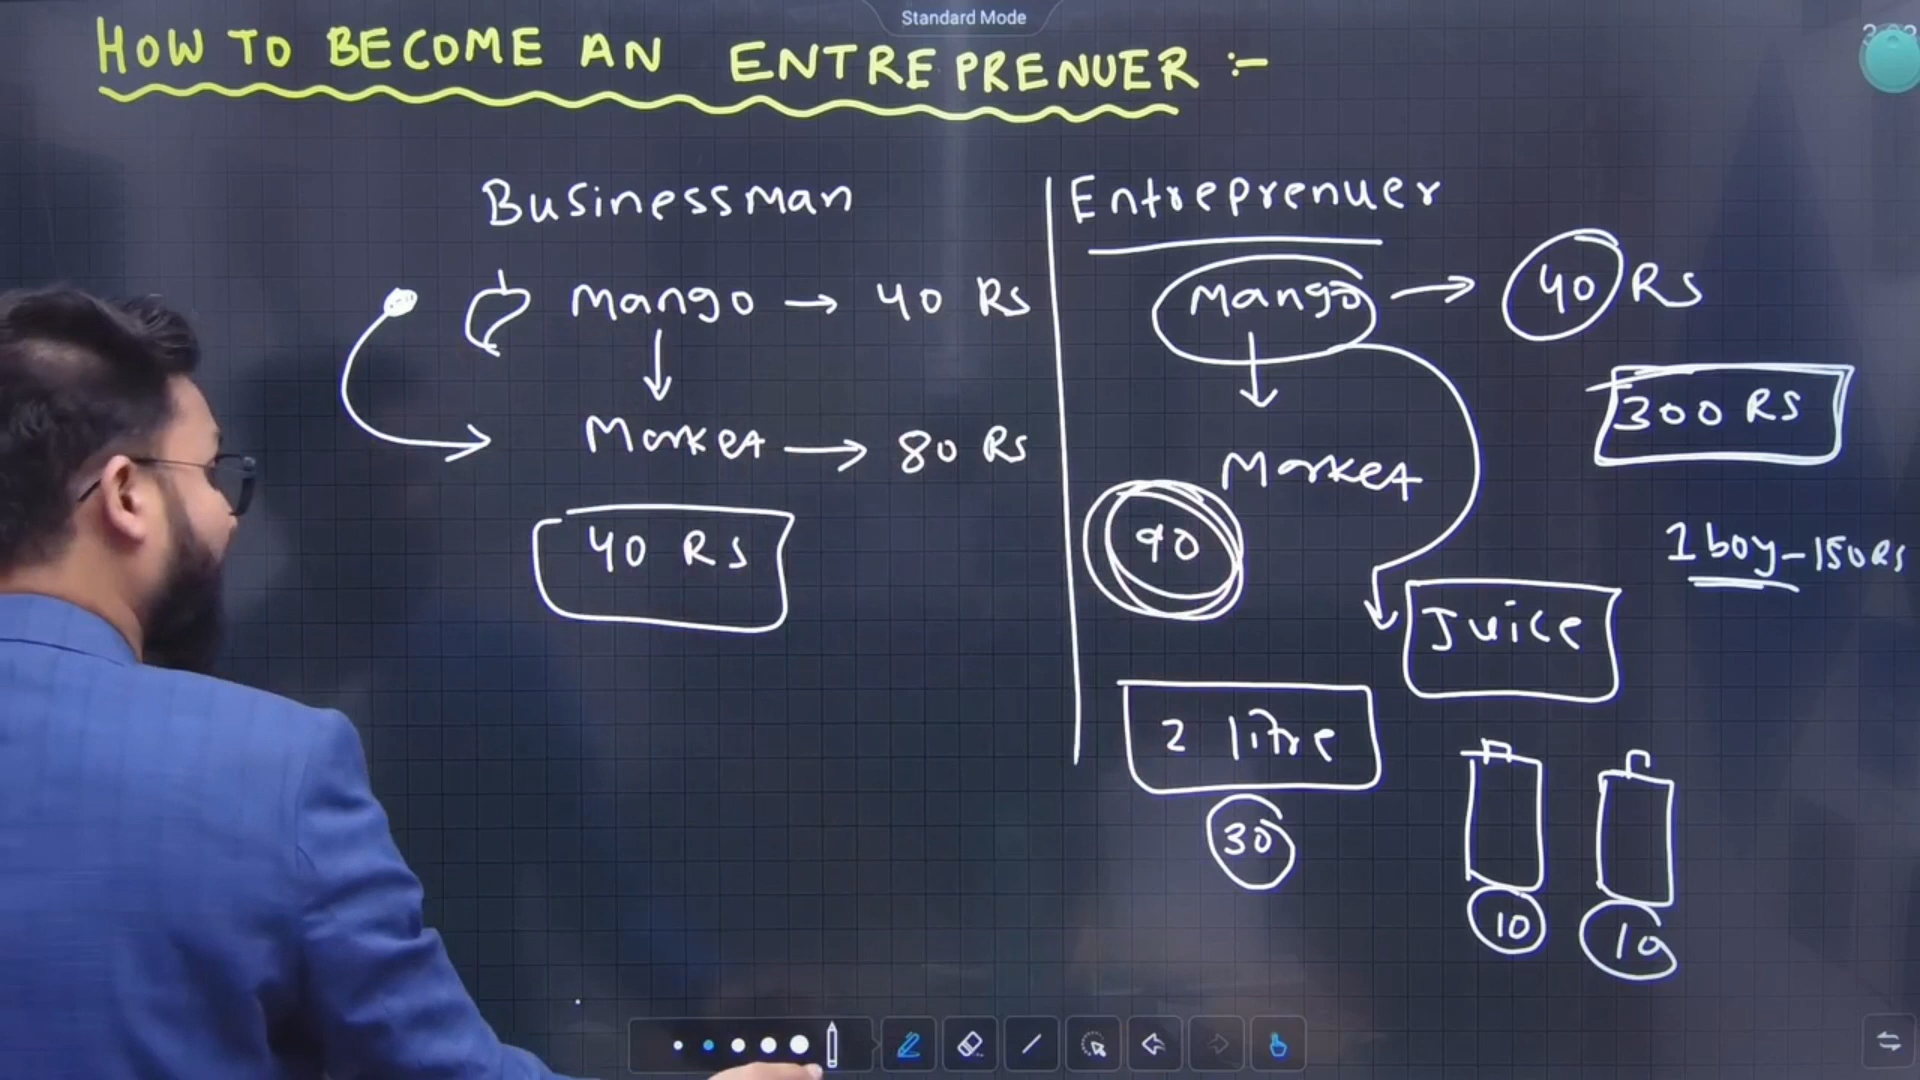 Standard Mode
HOW TO BECOME AN ENTREPRENUER :-
Businessman
Mango → 40 Rs
Market → 80 Rs
40 Rs
Entreprenuer
Mango → 40 Rs
300 RS
Market
90
1 boy - 150 Rs
Juice
2 litre
30
10
10